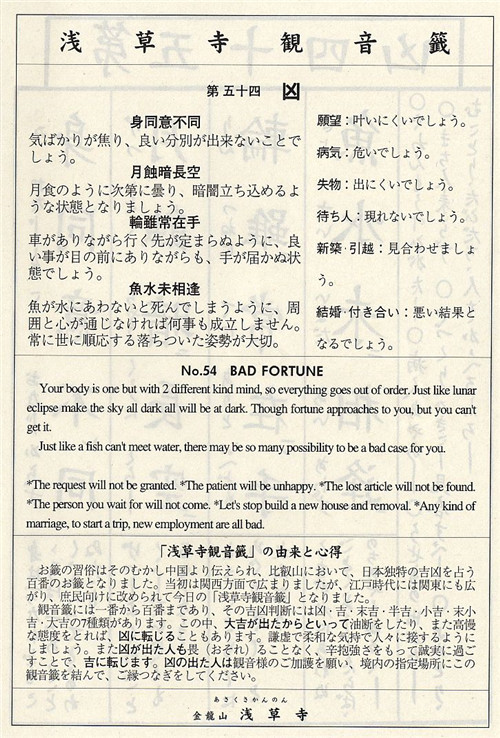 浅草寺観音籤
第五十四 凶
身同意不同
気ばかりが焦り、良い分別が出来ないことで
しょう。
月蝕暗長空
月食のように次第に曇り、暗闇立ち込めるよ
うな状態となりましょう。
輪雖常在手
車がありながら行く先が定まらぬように、良
い事が目の前にありながらも、手が届かぬ状
態でしょう。
魚水未相逢
魚が水にあわないと死んでしまうように、周
囲と心が通じなければ何事も成立しません。
常に世に順応する落ちついた姿勢が大切。
願望：叶いにくいでしょう。
病気：危いでしょう。
失物：出にくいでしょう。
待ち人：現れないでしょう。
新築・引越：見合わせましょ
う。
結婚・付き合い：悪い結果と
なるでしょう。
No.54 BAD FORTUNE
Your body is one but with 2 different kind mind, so everything goes out of order. Just like lunar
eclipse make the sky all dark all will be at dark. Though fortune approaches to you, but you can't
get it.
Just like a fish can't meet water, there may be so many possibility to be a bad case for you.
*The request will not be granted. *The patient will be unhappy. *The lost article will not be found.
*The person you wait for will not come. *Let's stop build a new house and removal. *Any kind of
marriage, to start a trip, new employment are all bad.
「浅草寺観音籤」の由来と心得
お籤の習俗はそのむかし中国より伝えられ、比叡山において、日本独特の吉凶を占う
百番のお籤となりました。当初は関西方面で広まりましたが、江戸時代には関東にも広
がり、庶民向けに改められて今日の「浅草寺観音籤」となりました。
観音籤には一番から百番まであり、その吉凶判断には凶・吉・末吉・半吉・小吉・末小
吉・大吉の7種類があります。この中、大吉が出たからといって油断をしたり、また高慢
な態度をとれば、凶に転じることもあります。謙虚で柔和な気持で人々に接するように
しましょう。また凶が出た人も畏（おそれ）ることなく、辛抱強さをもって誠実に過ご
すことで、吉に転じます。凶の出た人は観音様のご加護を願い、境内の指定場所にこの
観音籤を結んで、ご縁つなぎをしてください。
あさくさかんのん
金龍山 浅草寺